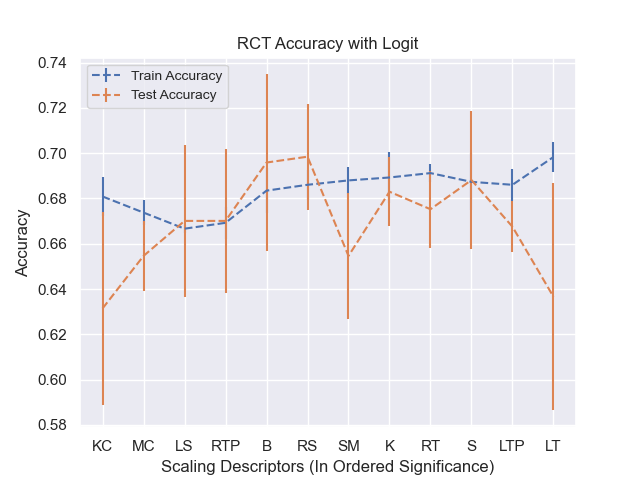 RCT Accuracy with Logit
Train Accuracy
Test Accuracy
Accuracy
0.74
0.72
0.70
0.68
0.66
0.64
0.62
0.60
0.58
KC MC LS RTP B RS SM K RT S LTP LT
Scaling Descriptors (In Ordered Significance)